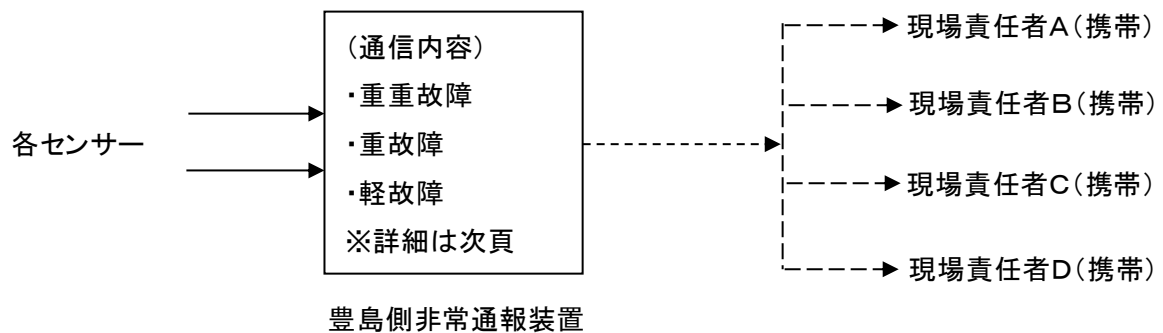 各センサー
(通信内容)
・重重故障
・重故障
・軽故障
※詳細は次頁
豊島側非常通報装置
現場責任者A(携帯)
現場責任者B(携帯)
現場責任者C(携帯)
現場責任者D(携帯)